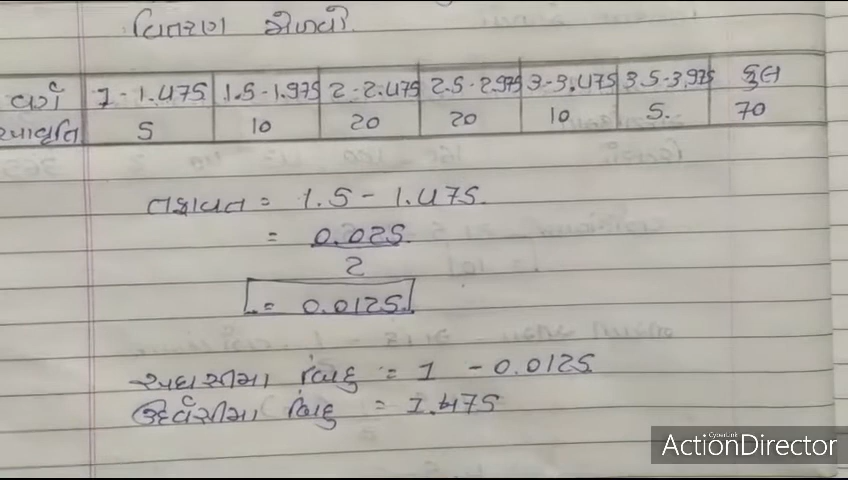 વિતરણ મેળવો.
વર્ગ 1 - 1.475 1.5 - 1.975 2 - 2.475 2.5 - 2.975 3 - 3.475 3.5 - 3.975 કુલ
આવૃત્તિ 5 10 20 20 10 5. 70
તફાવત = 1.5 - 1.475.
= 0.025.
2
= 0.0125
અધઃસીમા બિંદુ = 1 - 0.0125
ઉર્ધ્વસીમા બિંદુ = 1.475
CyberLink
ActionDirector